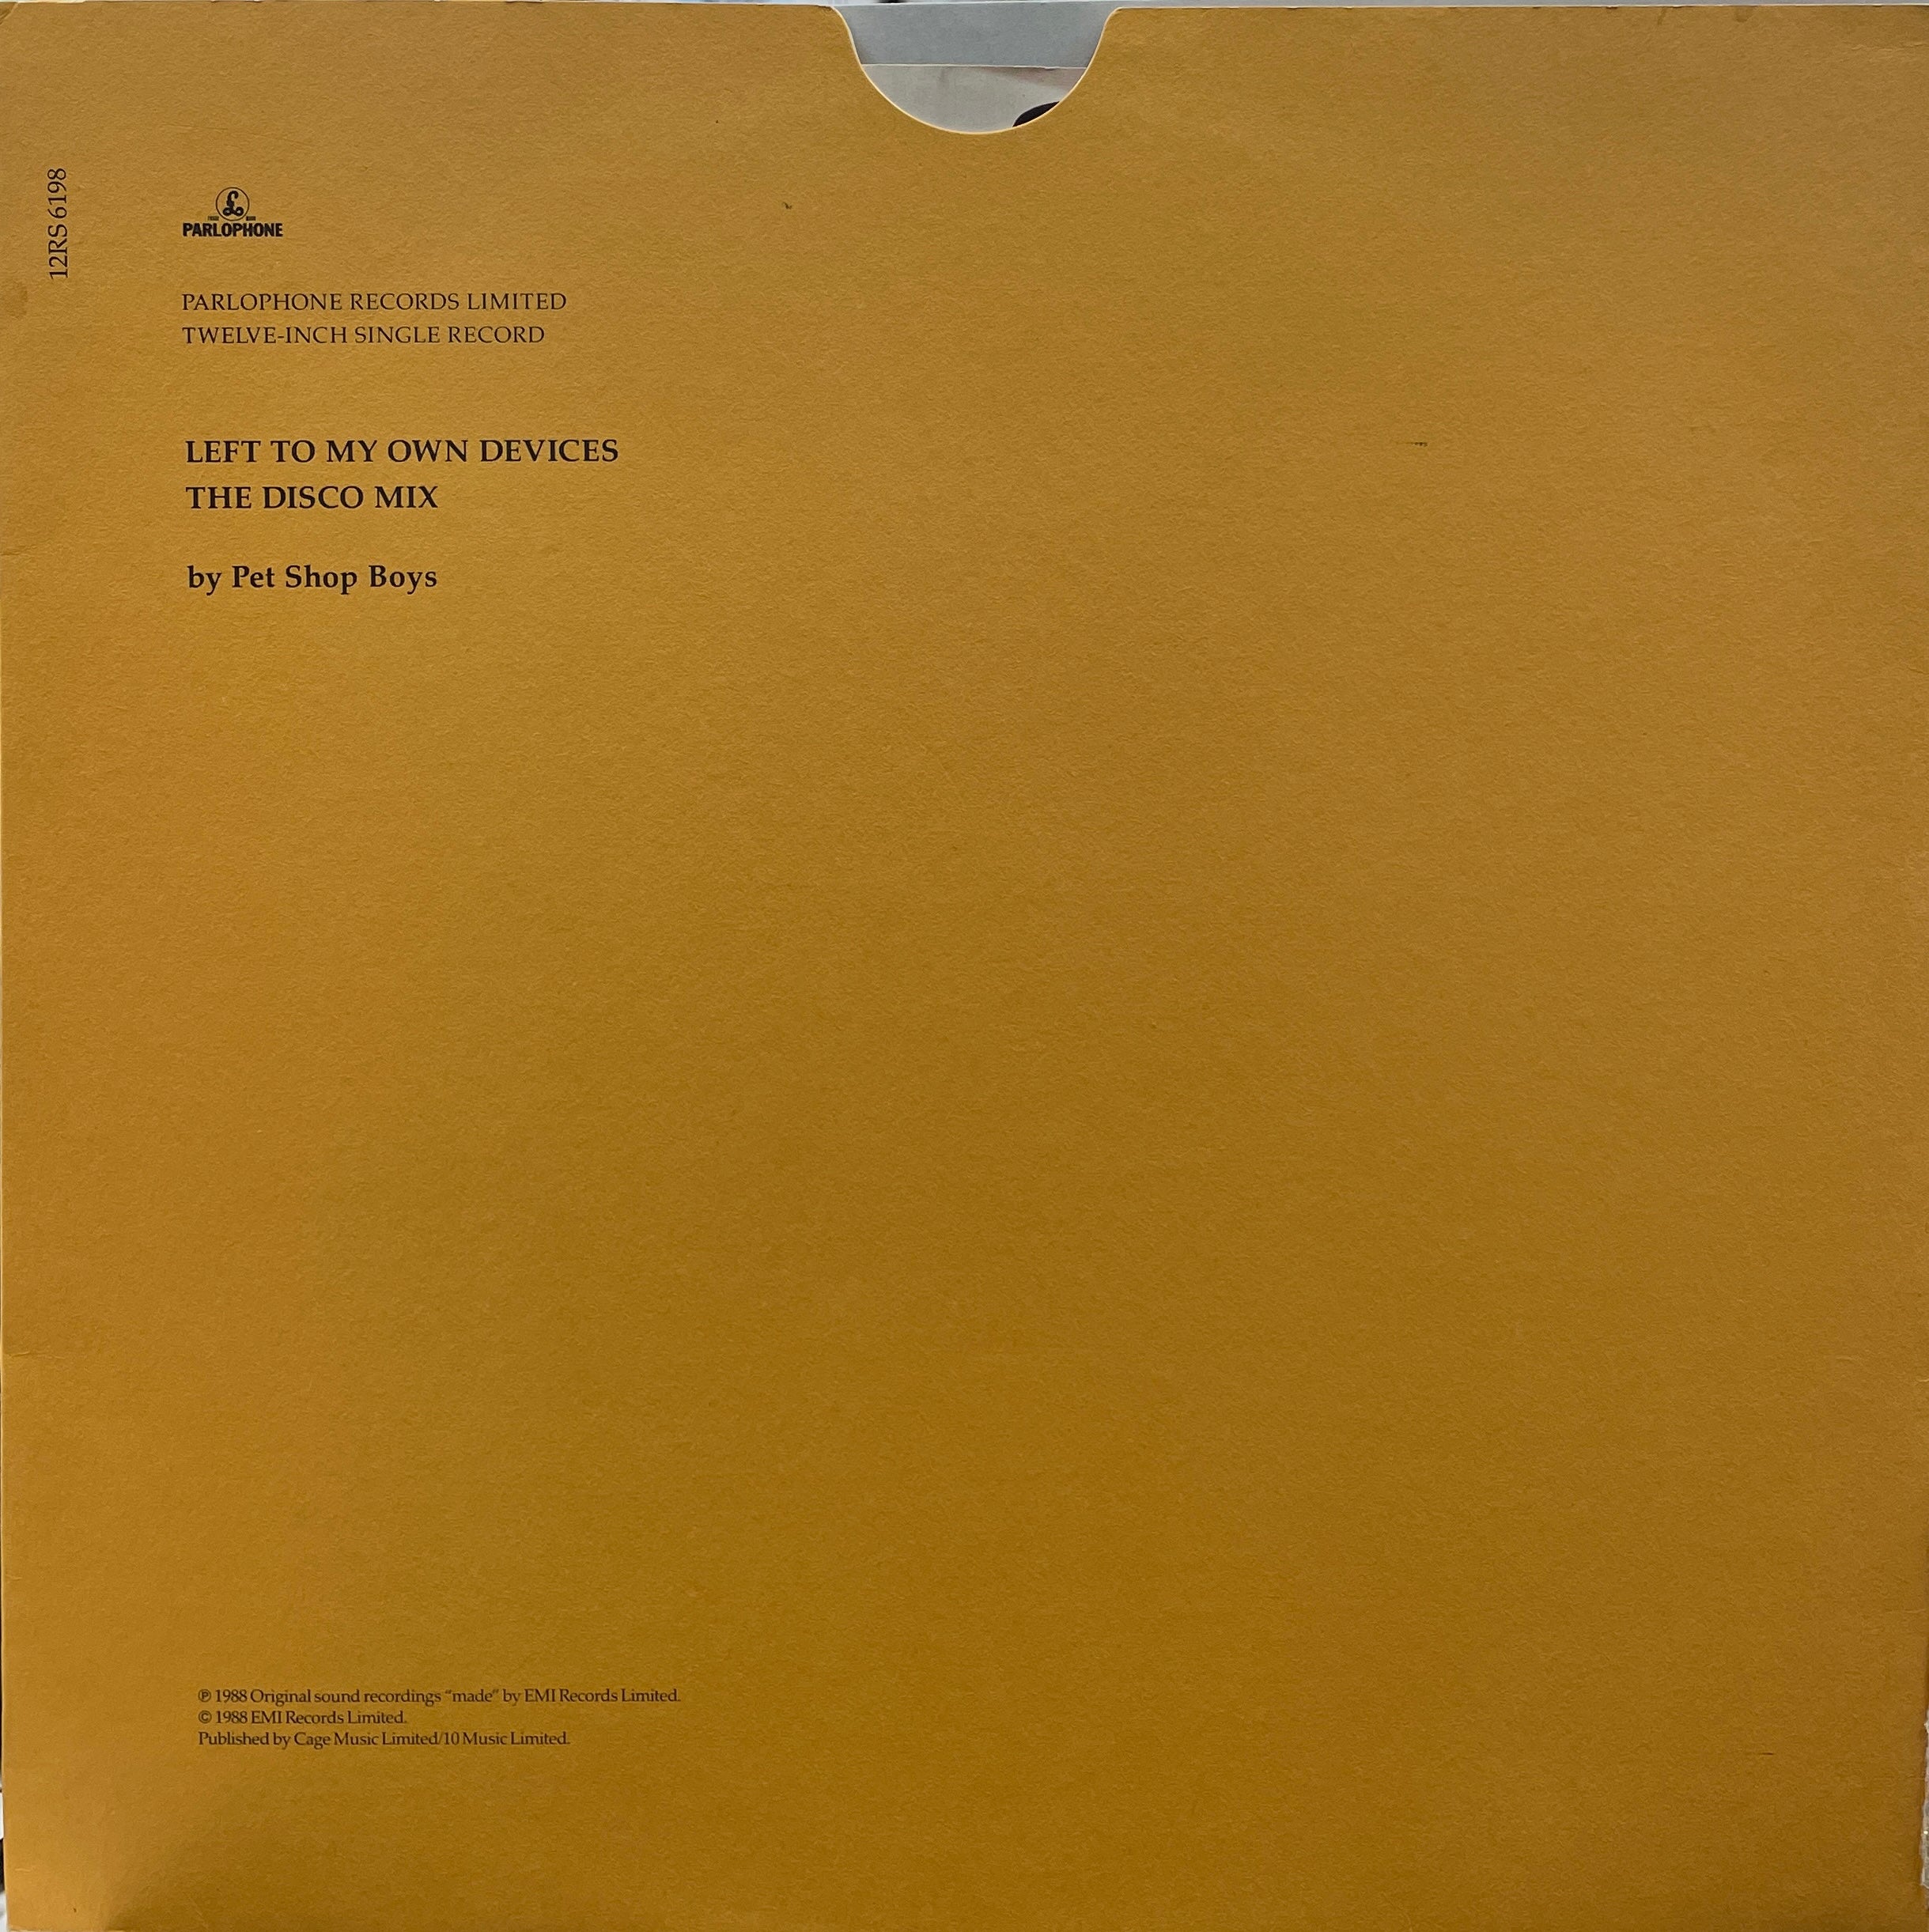 12RS 6198
PARLOPHONE
PARLOPHONE RECORDS LIMITED
TWELVE-INCH SINGLE RECORD
LEFT TO MY OWN DEVICES
THE DISCO MIX
by Pet Shop Boys
℗ 1988 Original sound recordings “made” by EMI Records Limited.
© 1988 EMI Records Limited.
Published by Cage Music Limited/10 Music Limited.